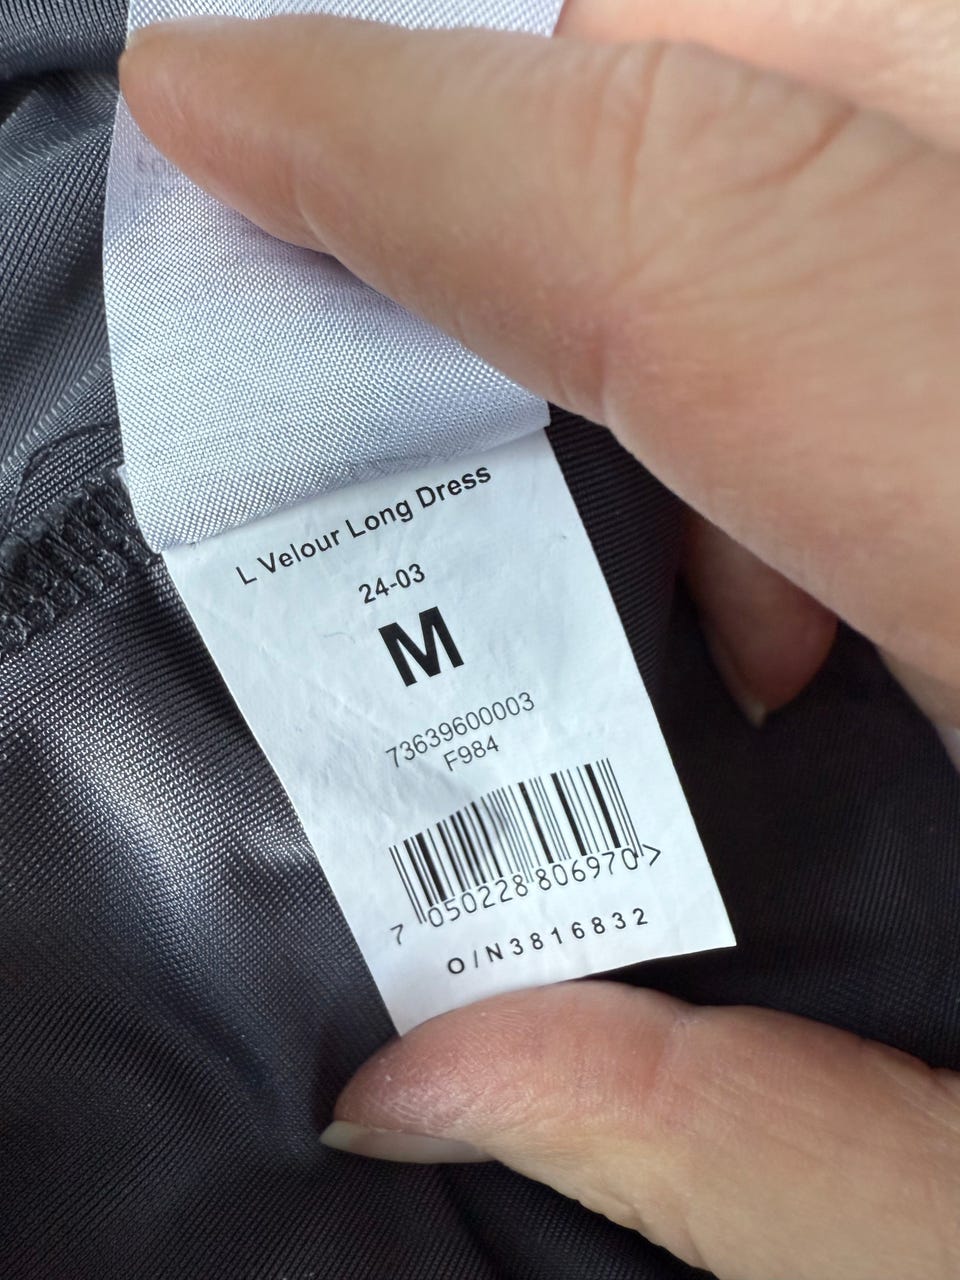 L Velour Long Dress
24-03
M
73639600003
F984
7 050228 806970 >
O/N3816832